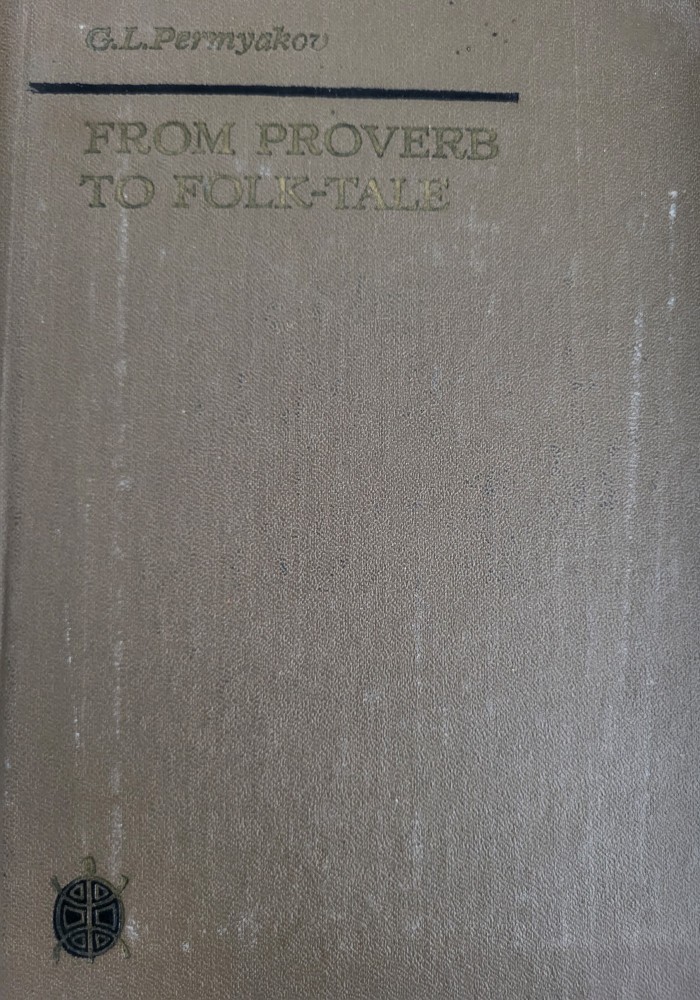 G.L.Permyakov
FROM PROVERB
TO FOLK-TALE